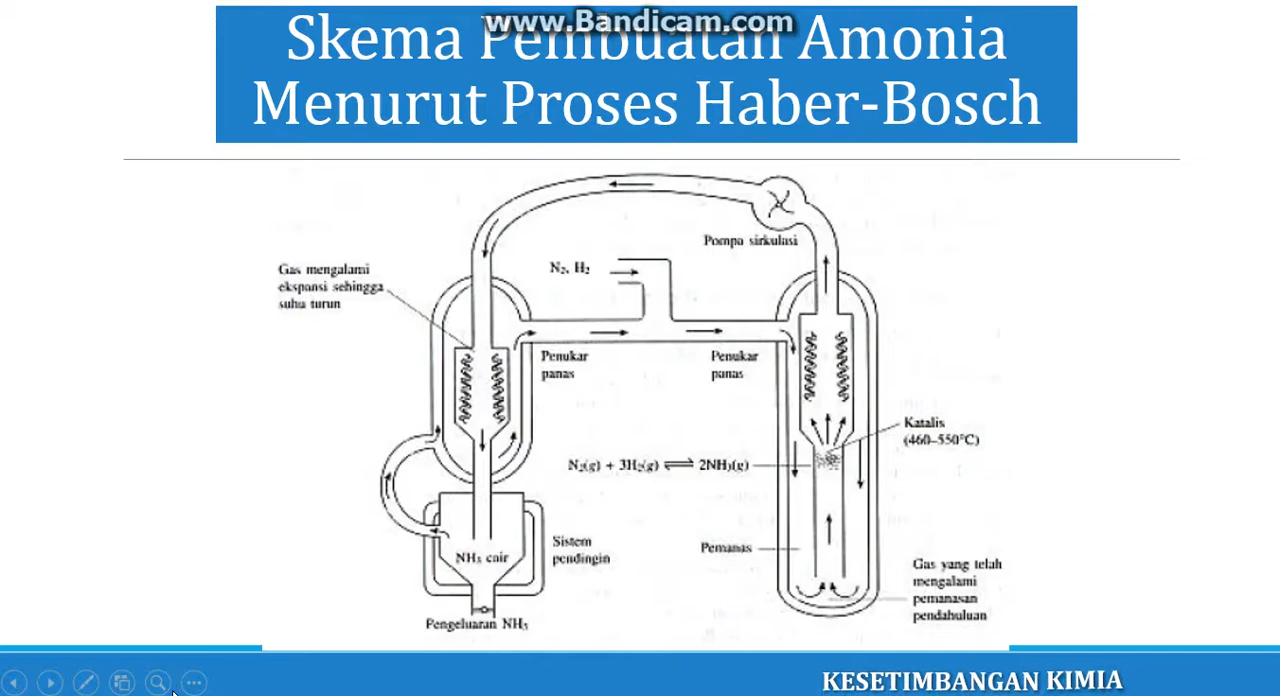 www.Bandicam.com
Skema Pembuatan Amonia
Menurut Proses Haber-Bosch
Pompa sirkulasi
Gas mengalami
ekspansi sehingga
suhu turun
N₂, H₂
Penukar
panas
Penukar
panas
Katalis
(460–550°C)
N₂(g) + 3H₂(g) ⇌ 2NH₃(g)
Sistem
pendingin
NH₃ cair
Pemanas
Gas yang telah
mengalami
pemanasan
pendahuluan
Pengeluaran NH₃
KESETIMBANGAN KIMIA